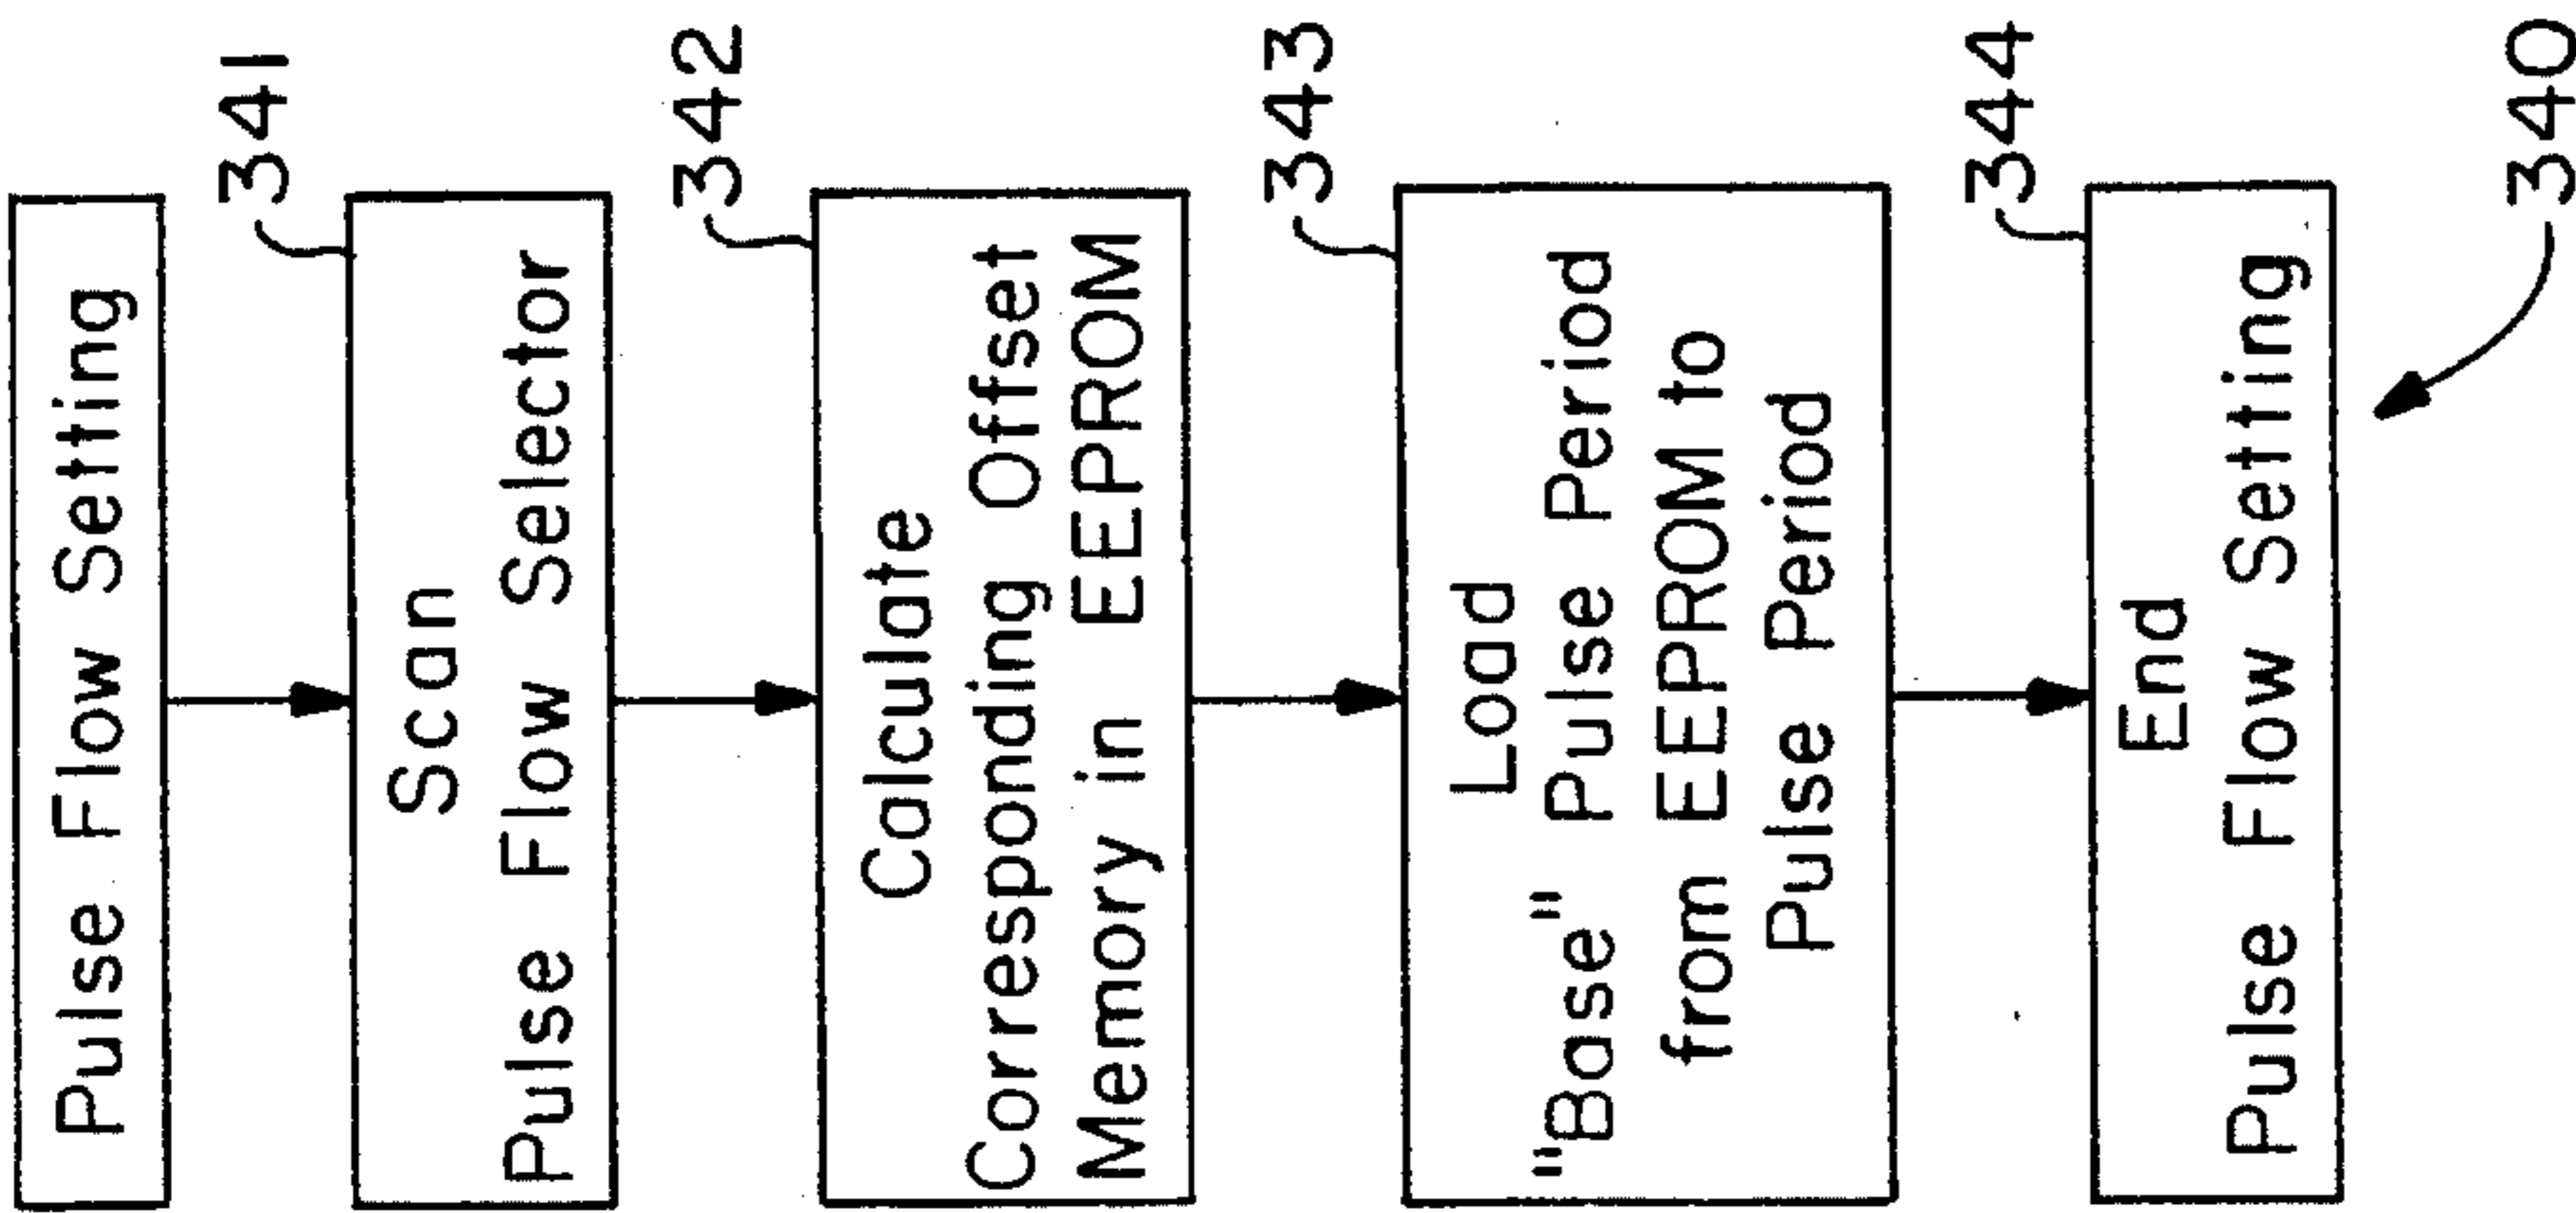 Pulse Flow Setting
341
Scan
Pulse Flow Selector
342
Calculate
Corresponding Offset
Memory in EEPROM
343
Load
"Base" Pulse Period
from EEPROM to
Pulse Period
344
End
Pulse Flow Setting
340